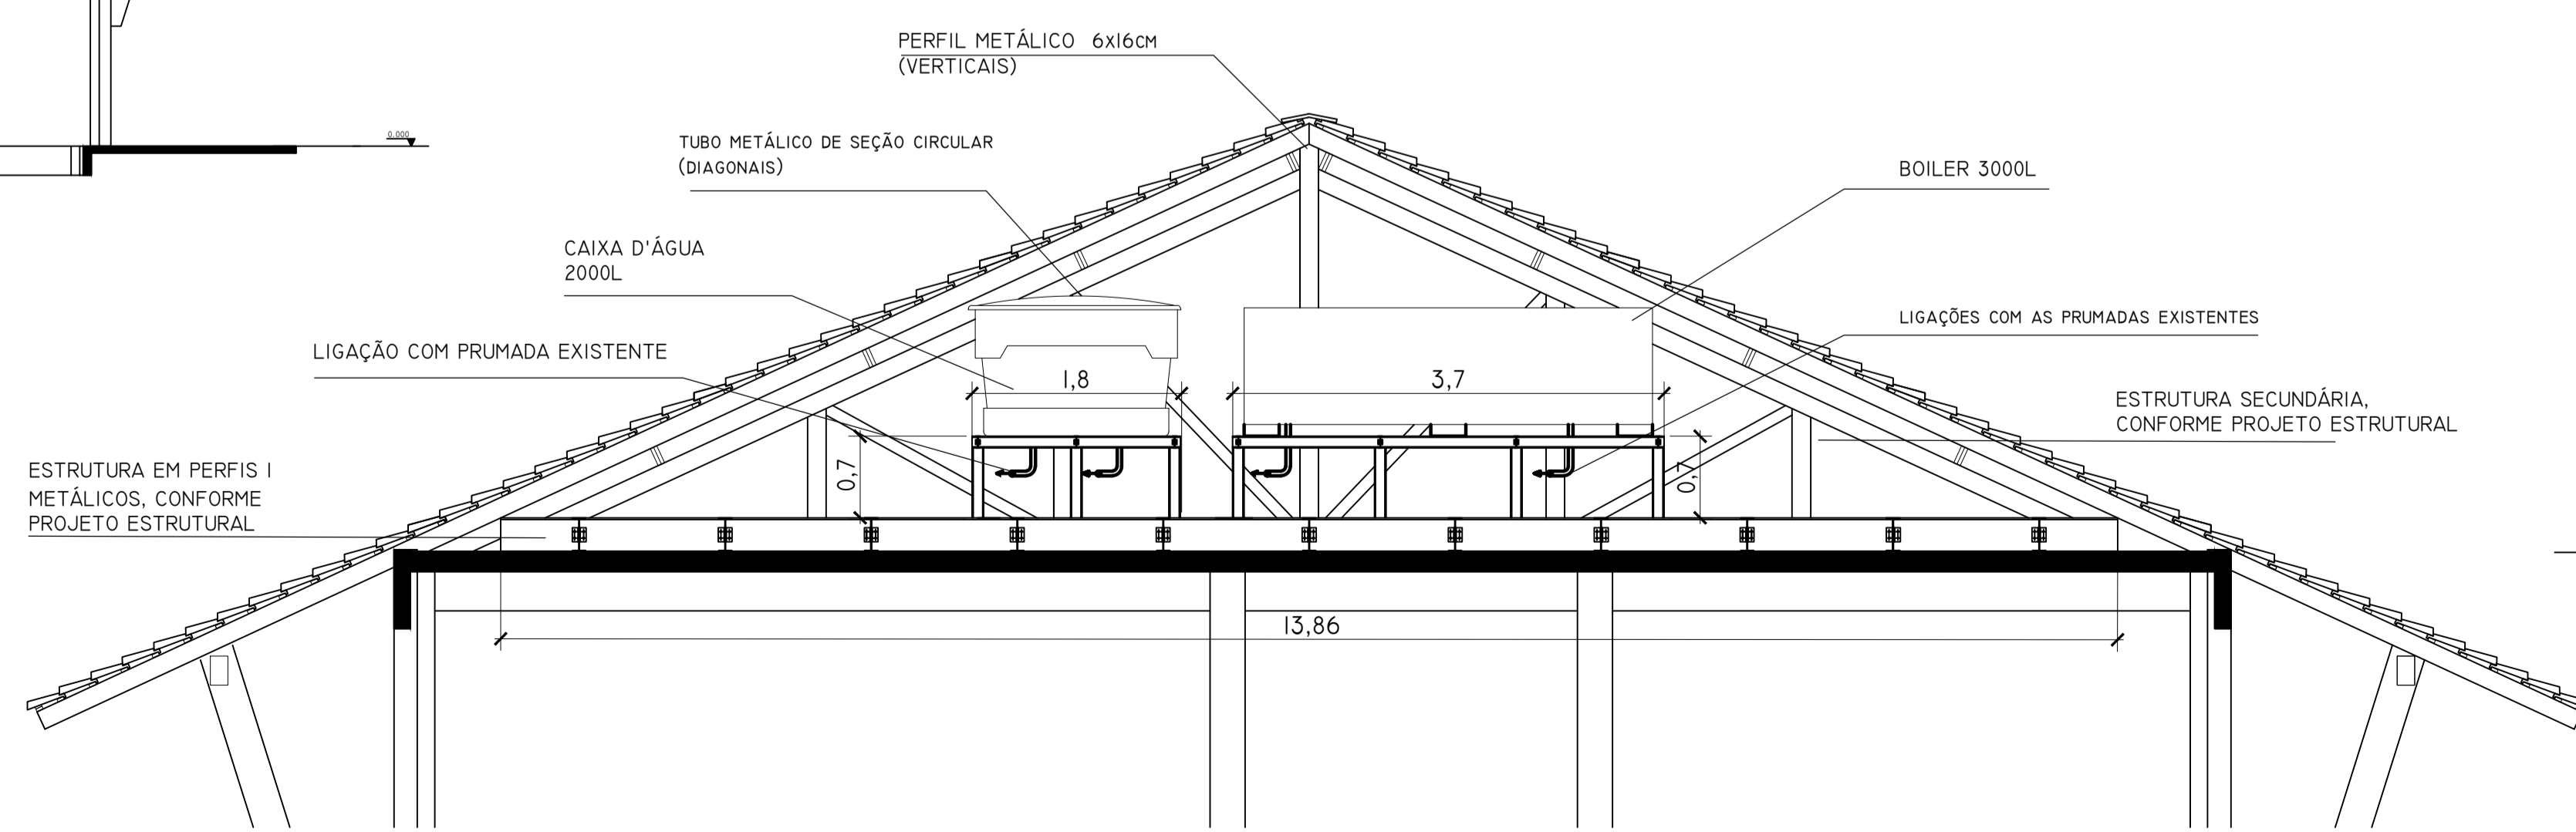 PERFIL METÁLICO 6x16cm
(VERTICAIS)
0.000
TUBO METÁLICO DE SEÇÃO CIRCULAR
(DIAGONAIS)
BOILER 3000L
CAIXA D'ÁGUA
2000L
LIGAÇÕES COM AS PRUMADAS EXISTENTES
LIGAÇÃO COM PRUMADA EXISTENTE
1,8
3,7
ESTRUTURA SECUNDÁRIA,
CONFORME PROJETO ESTRUTURAL
0,7
0,7
ESTRUTURA EM PERFIS I
METÁLICOS, CONFORME
PROJETO ESTRUTURAL
13,86